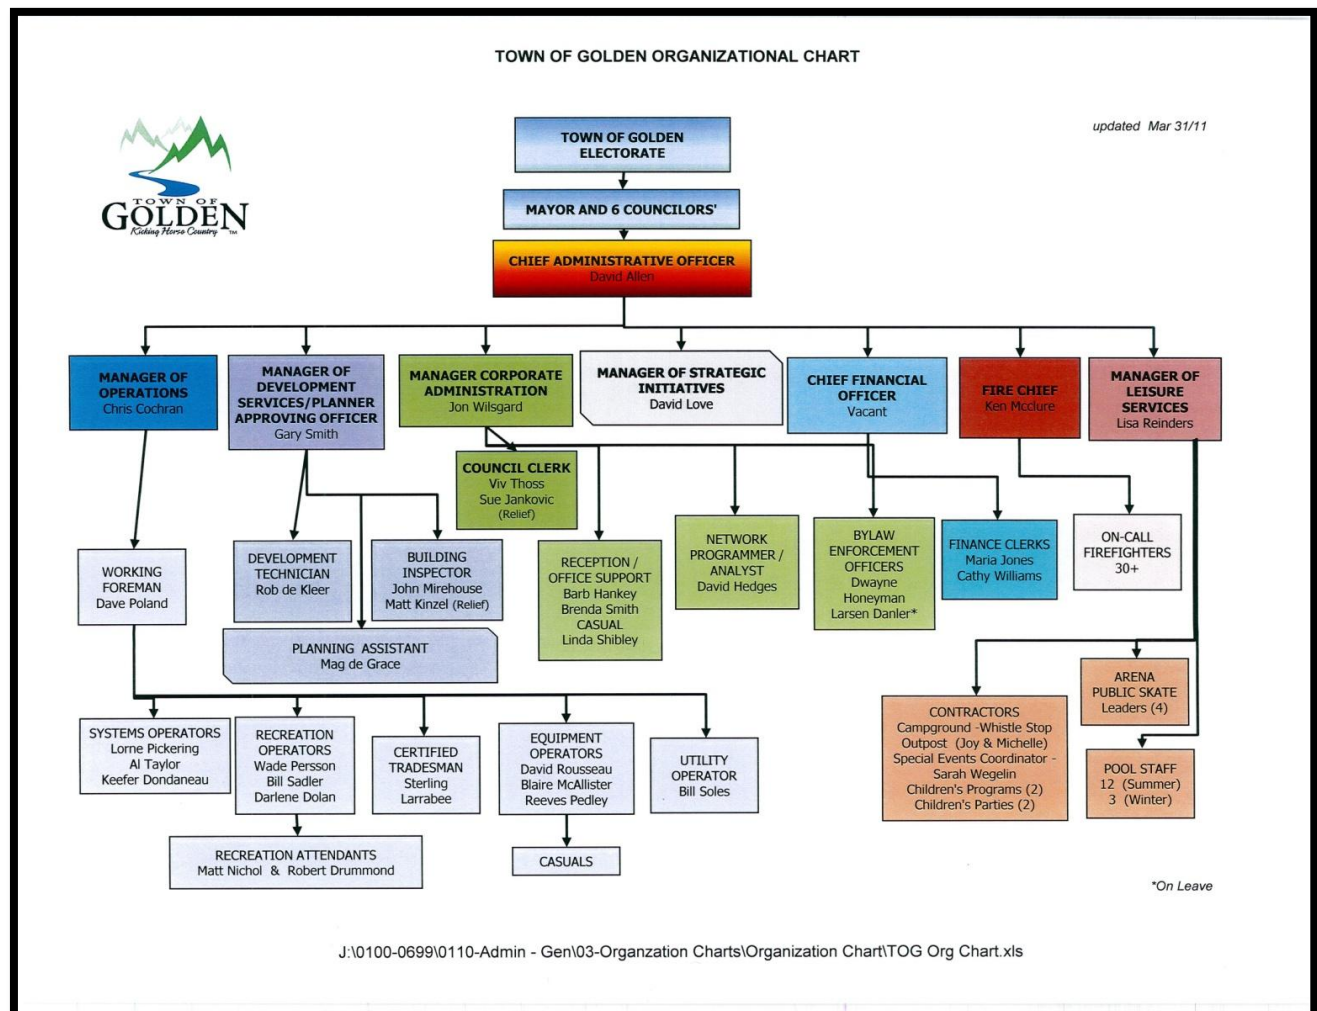 TOWN OF GOLDEN ORGANIZATIONAL CHART
updated Mar 31/11
TOWN OF
GOLDEN
Kicking Horse Country
TM
TOWN OF GOLDEN
ELECTORATE
MAYOR AND 6 COUNCILORS'
CHIEF ADMINISTRATIVE OFFICER
David Allen
MANAGER OF
OPERATIONS
Chris Cochran
MANAGER OF
DEVELOPMENT
SERVICES/PLANNER
APPROVING OFFICER
Gary Smith
MANAGER CORPORATE
ADMINISTRATION
Jon Wilsgard
MANAGER OF STRATEGIC
INITIATIVES
David Love
CHIEF FINANCIAL
OFFICER
Vacant
FIRE CHIEF
Ken Mcclure
MANAGER OF
LEISURE
SERVICES
Lisa Reinders
COUNCIL CLERK
Viv Thoss
Sue Jankovic
(Relief)
WORKING
FOREMAN
Dave Poland
DEVELOPMENT
TECHNICIAN
Rob de Kleer
BUILDING
INSPECTOR
John Mirehouse
Matt Kinzel (Relief)
RECEPTION /
OFFICE SUPPORT
Barb Hankey
Brenda Smith
CASUAL
Linda Shibley
NETWORK
PROGRAMMER /
ANALYST
David Hedges
BYLAW
ENFORCEMENT
OFFICERS
Dwayne
Honeyman
Larsen Danler*
FINANCE CLERKS
Maria Jones
Cathy Williams
ON-CALL
FIREFIGHTERS
30+
PLANNING ASSISTANT
Mag de Grace
ARENA
PUBLIC SKATE
Leaders (4)
SYSTEMS OPERATORS
Lorne Pickering
Al Taylor
Keefer Dondaneau
RECREATION
OPERATORS
Wade Persson
Bill Sadler
Darlene Dolan
CERTIFIED
TRADESMAN
Sterling
Larrabee
EQUIPMENT
OPERATORS
David Rousseau
Blaire McAllister
Reeves Pedley
UTILITY
OPERATOR
Bill Soles
CONTRACTORS
Campground -Whistle Stop
Outpost (Joy & Michelle)
Special Events Coordinator -
Sarah Wegelin
Children's Programs (2)
Children's Parties (2)
POOL STAFF
12 (Summer)
3 (Winter)
RECREATION ATTENDANTS
Matt Nichol & Robert Drummond
CASUALS
*On Leave
J:\0100-0699\0110-Admin - Gen\03-Organzation Charts\Organization Chart\TOG Org Chart.xls